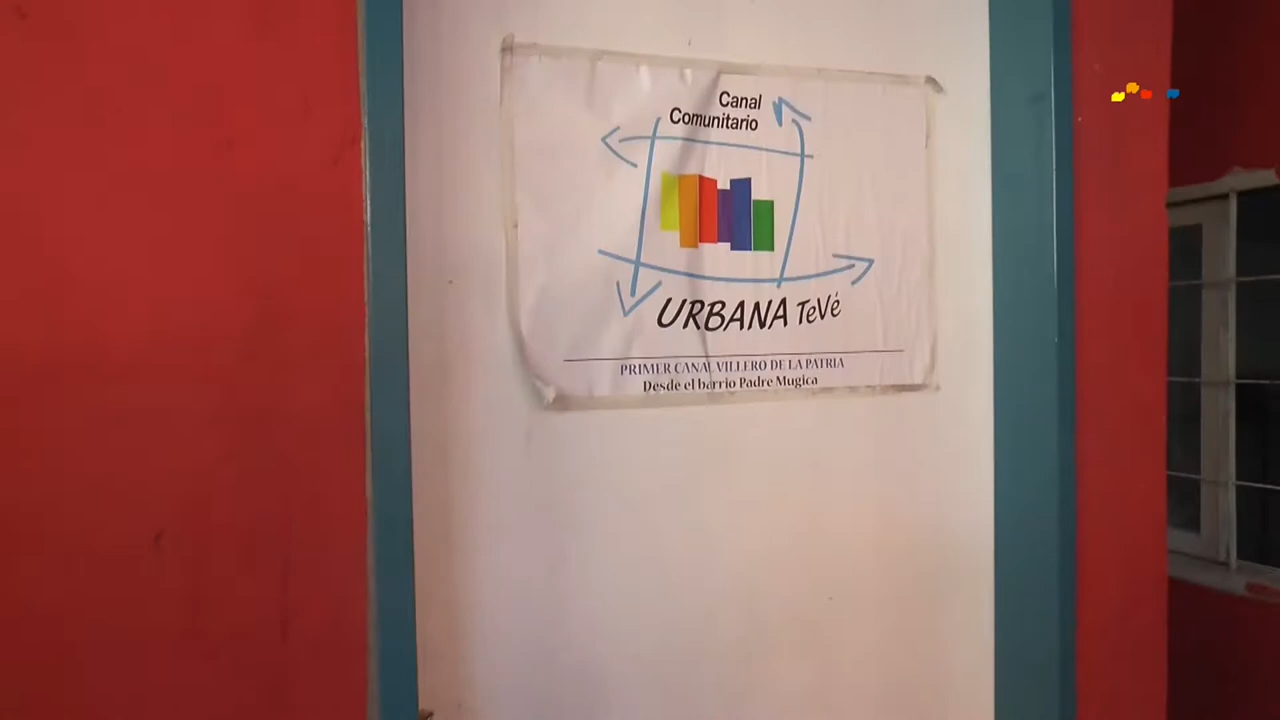 Canal
Comunitario
URBANA TeVé
PRIMER CANAL VILLERO DE LA PATRIA
Desde el barrio Padre Mugica